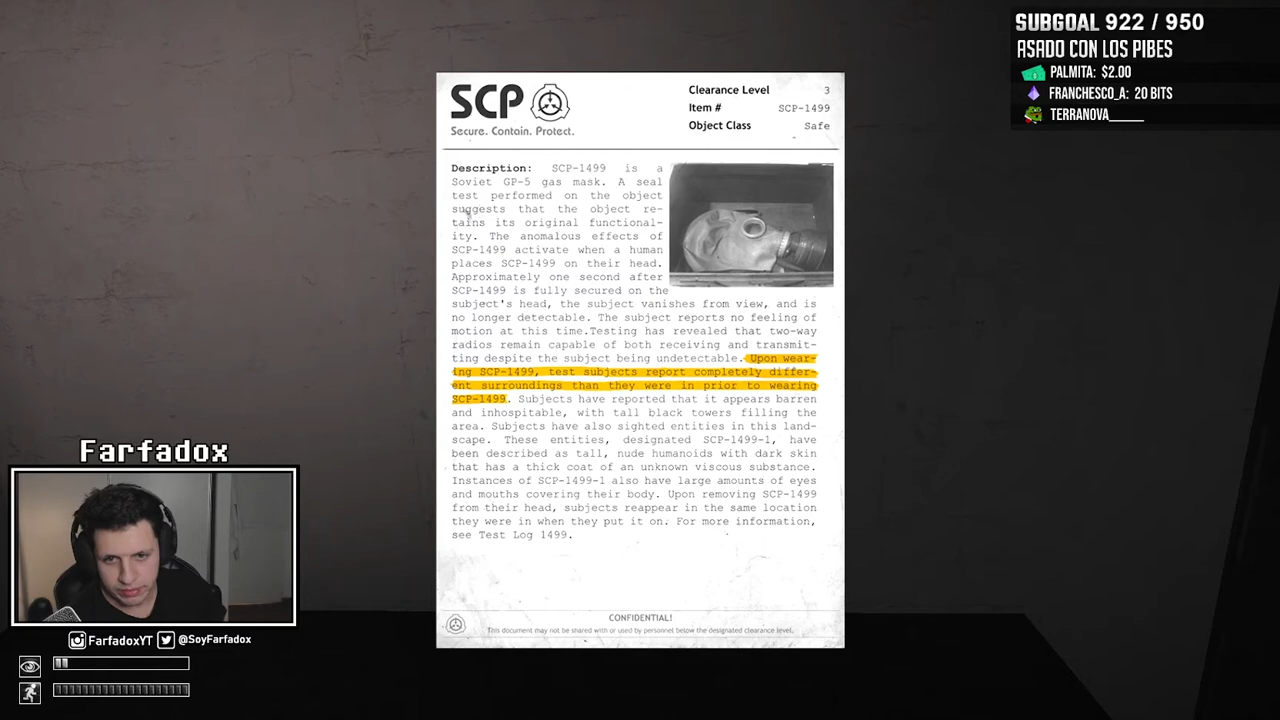 SUBGOAL 922 / 950
ASADO CON LOS PIBES
PALMITA: $2.00
FRANCHESCO_A: 20 BITS
TERRANOVA_____
SCP
Secure. Contain. Protect.
Clearance Level 3
Item # SCP-1499
Object Class Safe
Description: SCP-1499 is a
Soviet GP-5 gas mask. A seal
test performed on the object
suggests that the object re-
tains its original functional-
ity. The anomalous effects of
SCP-1499 activate when a human
places SCP-1499 on their head.
Approximately one second after
SCP-1499 is fully secured on the
subject's head, the subject vanishes from view, and is
no longer detectable. The subject reports no feeling of
motion at this time.Testing has revealed that two-way
radios remain capable of both receiving and transmit-
ting despite the subject being undetectable. Upon wear-
ing SCP-1499, test subjects report completely differ-
ent surroundings than they were in prior to wearing
SCP-1499. Subjects have reported that it appears barren
and inhospitable, with tall black towers filling the
area. Subjects have also sighted entities in this land-
scape. These entities, designated SCP-1499-1, have
been described as tall, nude humanoids with dark skin
that has a thick coat of an unknown viscous substance.
Instances of SCP-1499-1 also have large amounts of eyes
and mouths covering their body. Upon removing SCP-1499
from their head, subjects reappear in the same location
they were in when they put it on. For more information,
see Test Log 1499.
CONFIDENTIAL!
This document may not be shared with or used by personnel below the designated clearance level.
Farfadox
FarfadoxYT @SoyFarfadox